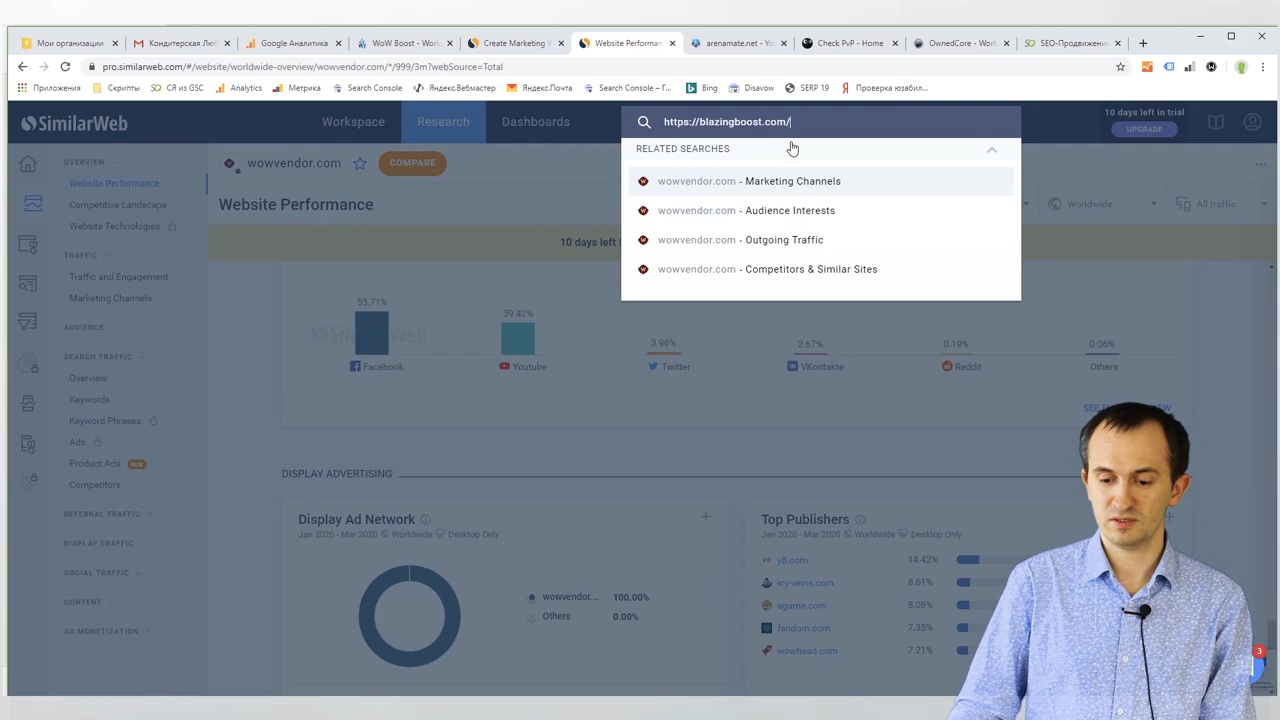 Мои организации
Кондитерская Лю
Google Аналитика
WoW Boost - Worl
Create Marketing W
Website Performan
arenamate.net - Yo
Check PvP - Home
OwnedCore - Worl
SEO-Продвижени
pro.similarweb.com/#/website/worldwide-overview/wowvendor.com/*/999/3m?webSource=Total
Приложения
Скрипты
СЯ из GSC
Analytics
Метрика
Search Console
Яндекс.Вебмастер
Яндекс.Почта
Search Console – Г...
Bing
Disavow
SERP 19
Проверка юзабил...
SimilarWeb
Workspace
Research
Dashboards
https://blazingboost.com/
10 days left in trial
UPGRADE
RELATED SEARCHES
wowvendor.com - Marketing Channels
wowvendor.com - Audience Interests
wowvendor.com - Outgoing Traffic
wowvendor.com - Competitors & Similar Sites
OVERVIEW
Website Performance
Competitive Landscape
Website Technologies
TRAFFIC
Traffic and Engagement
Marketing Channels
AUDIENCE
SEARCH TRAFFIC
Overview
Keywords
Keyword Phrases
Ads
Product Ads NEW
Competitors
REFERRAL TRAFFIC
DISPLAY TRAFFIC
SOCIAL TRAFFIC
CONTENT
AD MONETIZATION
wowvendor.com
COMPARE
Website Performance
Worldwide
All traffic
10 days left
53.71%
39.42%
3.96%
2.67%
0.19%
0.06%
SimilarWeb
Facebook
Youtube
Twitter
VKontakte
Reddit
Others
DISPLAY ADVERTISING
Display Ad Network
Jan 2020 - Mar 2020 Worldwide Desktop Only
wowvendor... 100.00%
Others 0.00%
Top Publishers
Jan 2020 - Mar 2020 Worldwide Desktop Only
y8.com 14.42%
icy-veins.com 8.61%
agame.com 8.08%
fandom.com 7.35%
wowhead.com 7.21%
3